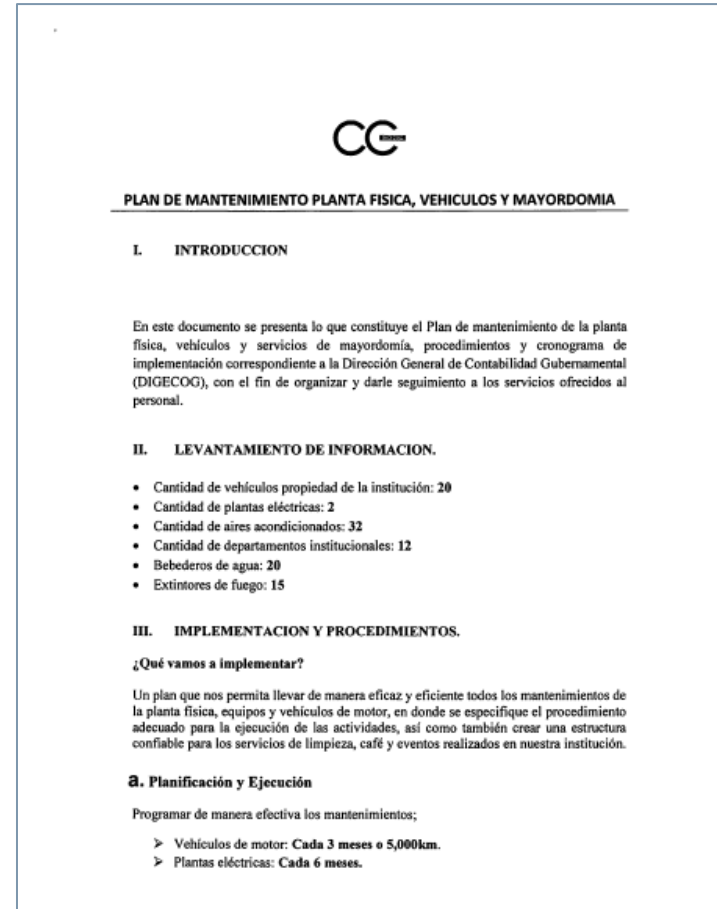 CG
PLAN DE MANTENIMIENTO PLANTA FISICA, VEHICULOS Y MAYORDOMIA
I. INTRODUCCION
En este documento se presenta lo que constituye el Plan de mantenimiento de la planta
física, vehículos y servicios de mayordomía, procedimientos y cronograma de
implementación correspondiente a la Dirección General de Contabilidad Gubernamental
(DIGECOG), con el fin de organizar y darle seguimiento a los servicios ofrecidos al
personal.
II. LEVANTAMIENTO DE INFORMACION.
• Cantidad de vehículos propiedad de la institución: 20
• Cantidad de plantas eléctricas: 2
• Cantidad de aires acondicionados: 32
• Cantidad de departamentos institucionales: 12
• Bebederos de agua: 20
• Extintores de fuego: 15
III. IMPLEMENTACION Y PROCEDIMIENTOS.
¿Qué vamos a implementar?
Un plan que nos permita llevar de manera eficaz y eficiente todos los mantenimientos de
la planta física, equipos y vehículos de motor, en donde se especifique el procedimiento
adecuado para la ejecución de las actividades, así como también crear una estructura
confiable para los servicios de limpieza, café y eventos realizados en nuestra institución.
a. Planificación y Ejecución
Programar de manera efectiva los mantenimientos;
➢ Vehículos de motor: Cada 3 meses o 5,000km.
➢ Plantas eléctricas: Cada 6 meses.